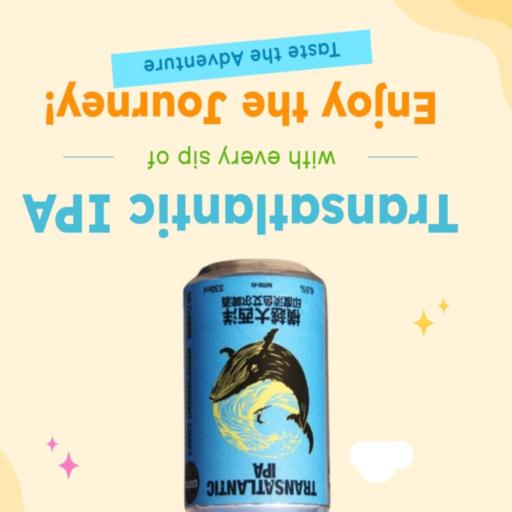 Taste the Adventure
Enjoy the Journey!
with every sip of
Transatlantic IPA
TRANSATLANTIC
IPA
橫越大西洋
印度淡色艾尔啤酒
6.5%
330ml